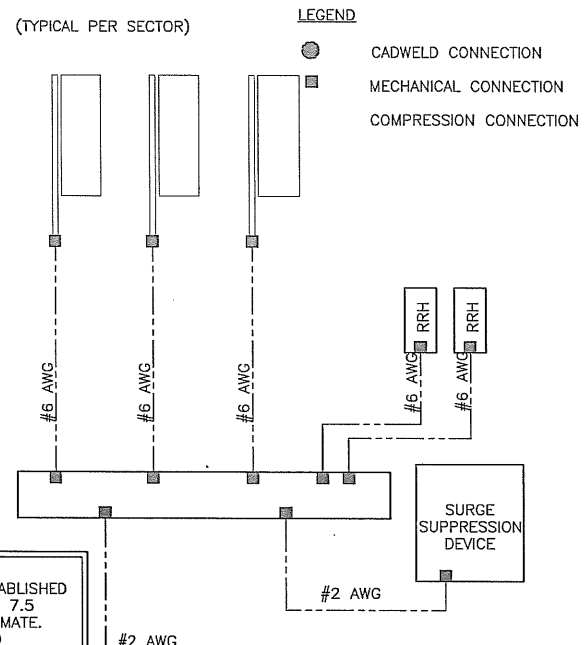 (TYPICAL PER SECTOR)
LEGEND
CADWELD CONNECTION
MECHANICAL CONNECTION
COMPRESSION CONNECTION
RRH
RRH
#6 AWG
#6 AWG
#6 AWG
#6 AWG
#6 AWG
SURGE
SUPPRESSION
DEVICE
#2 AWG
ABLISHED
7.5
MATE.
#2 AWG